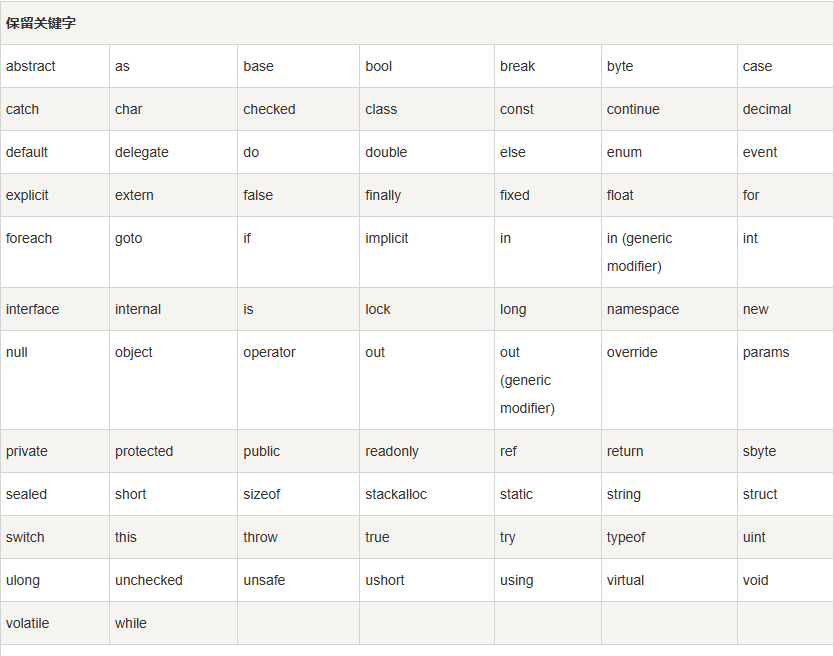 保留关键字
abstract as base bool break byte case
catch char checked class const continue decimal
default delegate do double else enum event
explicit extern false finally fixed float for
foreach goto if implicit in in (generic int
modifier)
interface internal is lock long namespace new
null object operator out out override params
(generic
modifier)
private protected public readonly ref return sbyte
sealed short sizeof stackalloc static string struct
switch this throw true try typeof uint
ulong unchecked unsafe ushort using virtual void
volatile while